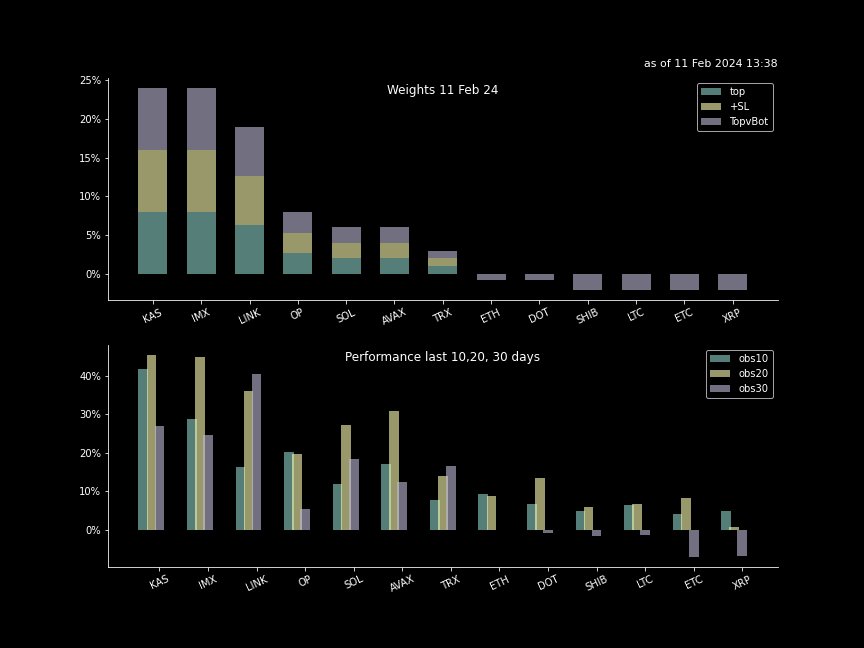 as of 11 Feb 2024 13:38
Weights 11 Feb 24
25%
20%
15%
10%
5%
0%
top
+SL
TopvBot
KAS IMX LINK OP SOL AVAX TRX ETH DOT SHIB LTC ETC XRP
Performance last 10,20, 30 days
40%
30%
20%
10%
0%
obs10
obs20
obs30
KAS IMX LINK OP SOL AVAX TRX ETH DOT SHIB LTC ETC XRP